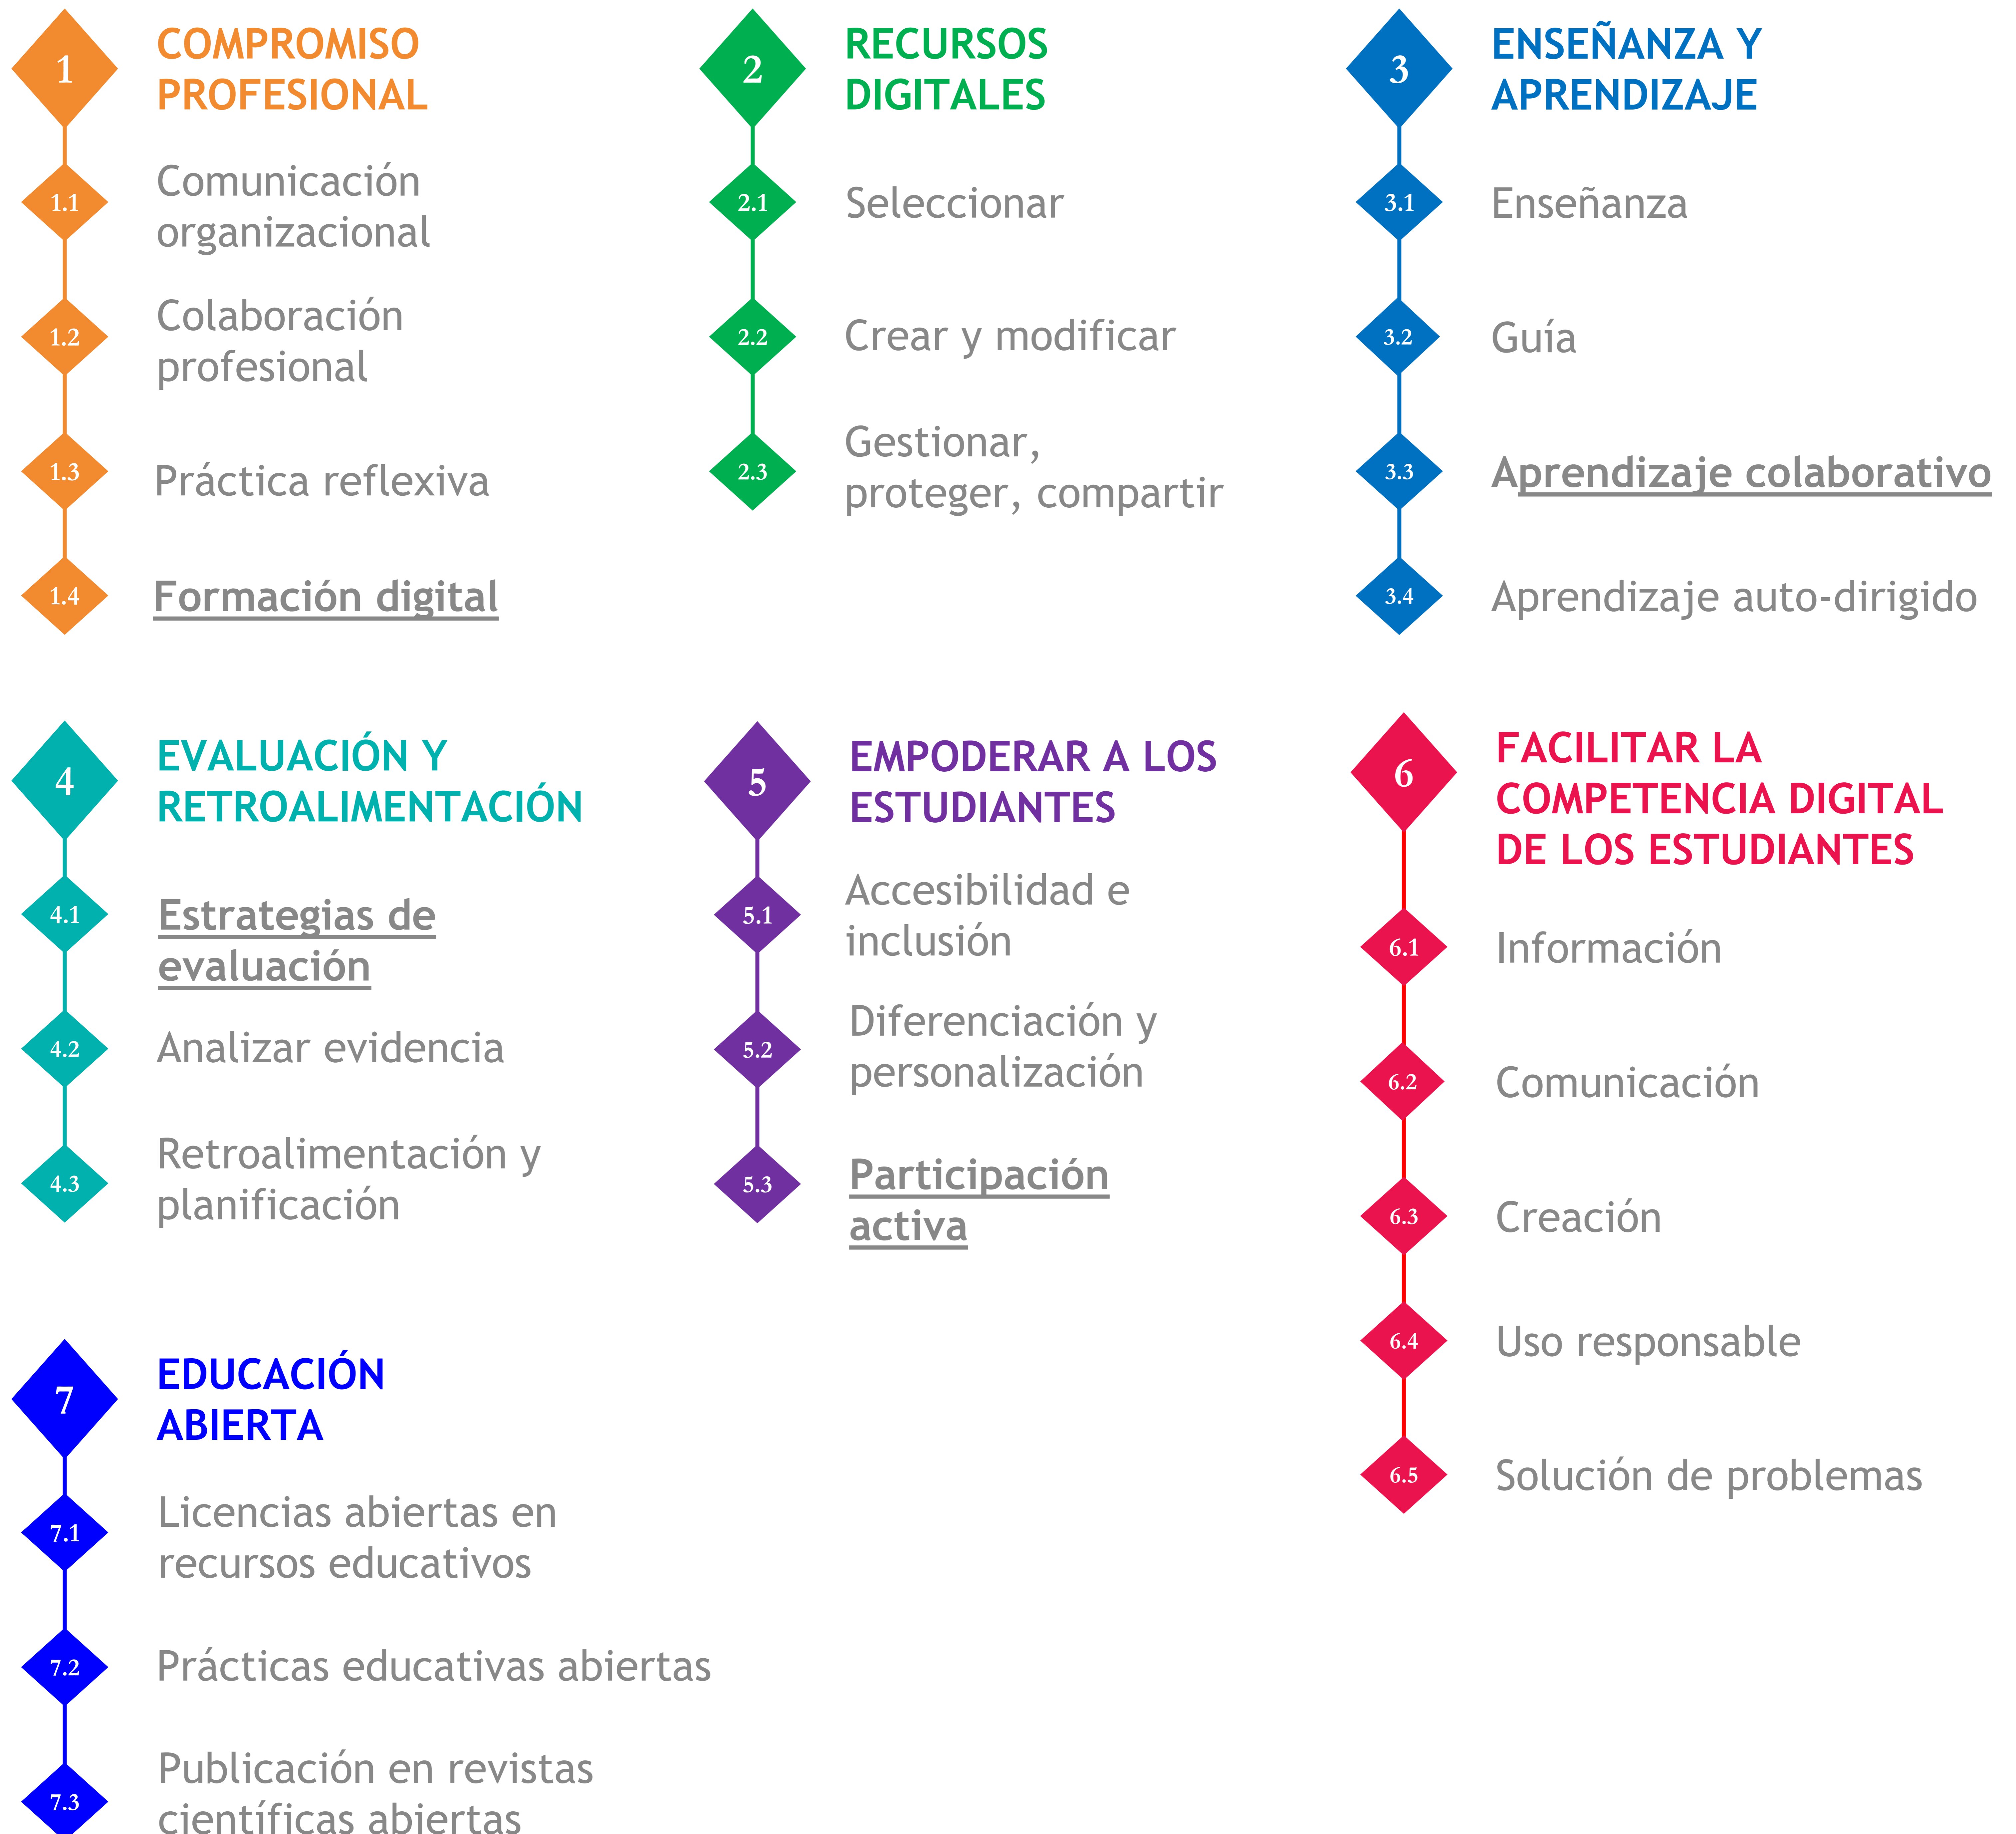 1
COMPROMISO
PROFESIONAL
1.1
Comunicación
organizacional
1.2
Colaboración
profesional
1.3
Práctica reflexiva
1.4
Formación digital
2
RECURSOS
DIGITALES
2.1
Seleccionar
2.2
Crear y modificar
2.3
Gestionar,
proteger, compartir
3
ENSEÑANZA Y
APRENDIZAJE
3.1
Enseñanza
3.2
Guía
3.3
Aprendizaje colaborativo
3.4
Aprendizaje auto-dirigido
4
EVALUACIÓN Y
RETROALIMENTACIÓN
4.1
Estrategias de
evaluación
4.2
Analizar evidencia
4.3
Retroalimentación y
planificación
5
EMPODERAR A LOS
ESTUDIANTES
5.1
Accesibilidad e
inclusión
5.2
Diferenciación y
personalización
5.3
Participación
activa
6
FACILITAR LA
COMPETENCIA DIGITAL
DE LOS ESTUDIANTES
6.1
Información
6.2
Comunicación
6.3
Creación
6.4
Uso responsable
6.5
Solución de problemas
7
EDUCACIÓN
ABIERTA
7.1
Licencias abiertas en
recursos educativos
7.2
Prácticas educativas abiertas
7.3
Publicación en revistas
científicas abiertas